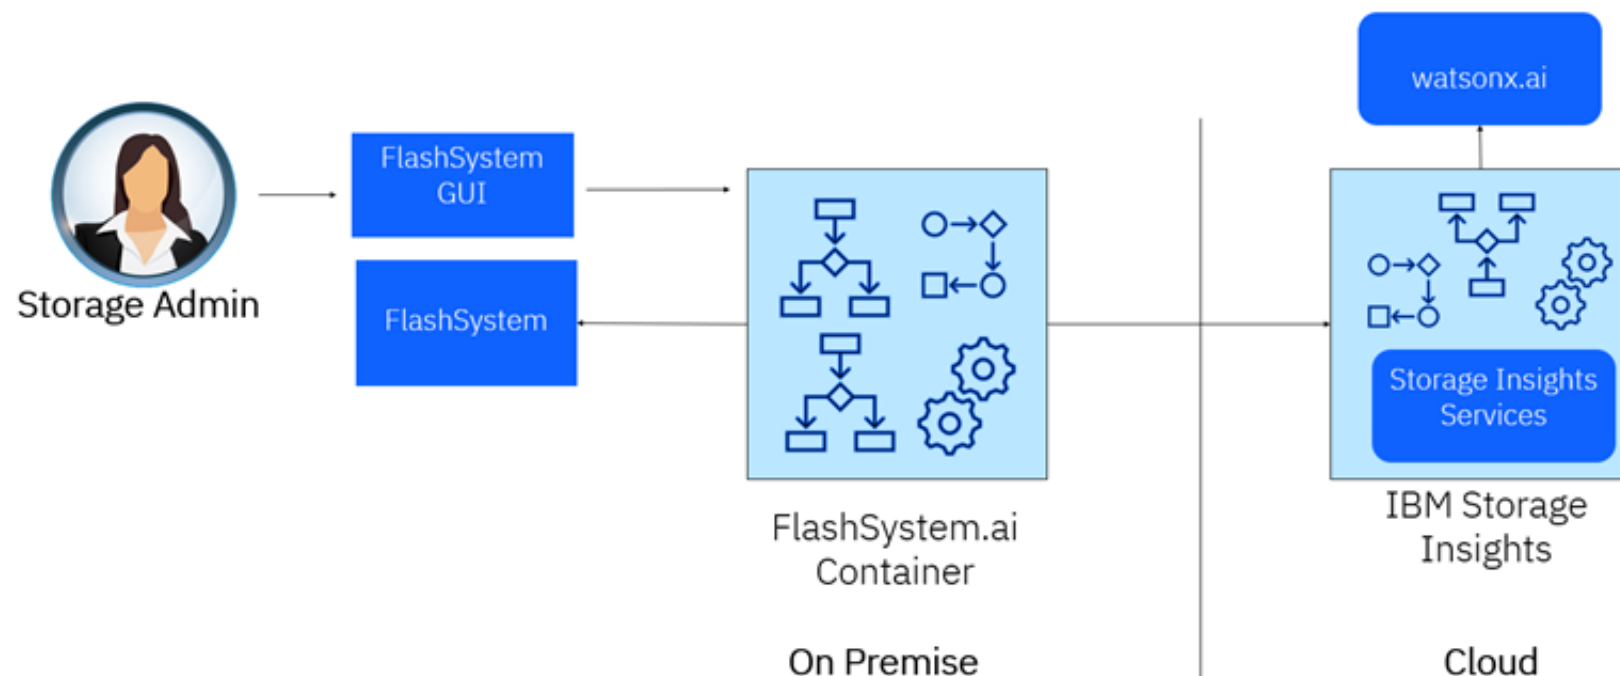 watsonx.ai
FlashSystem
GUI
Storage Admin
FlashSystem
Storage Insights
Services
FlashSystem.ai
Container
IBM Storage
Insights
On Premise
Cloud